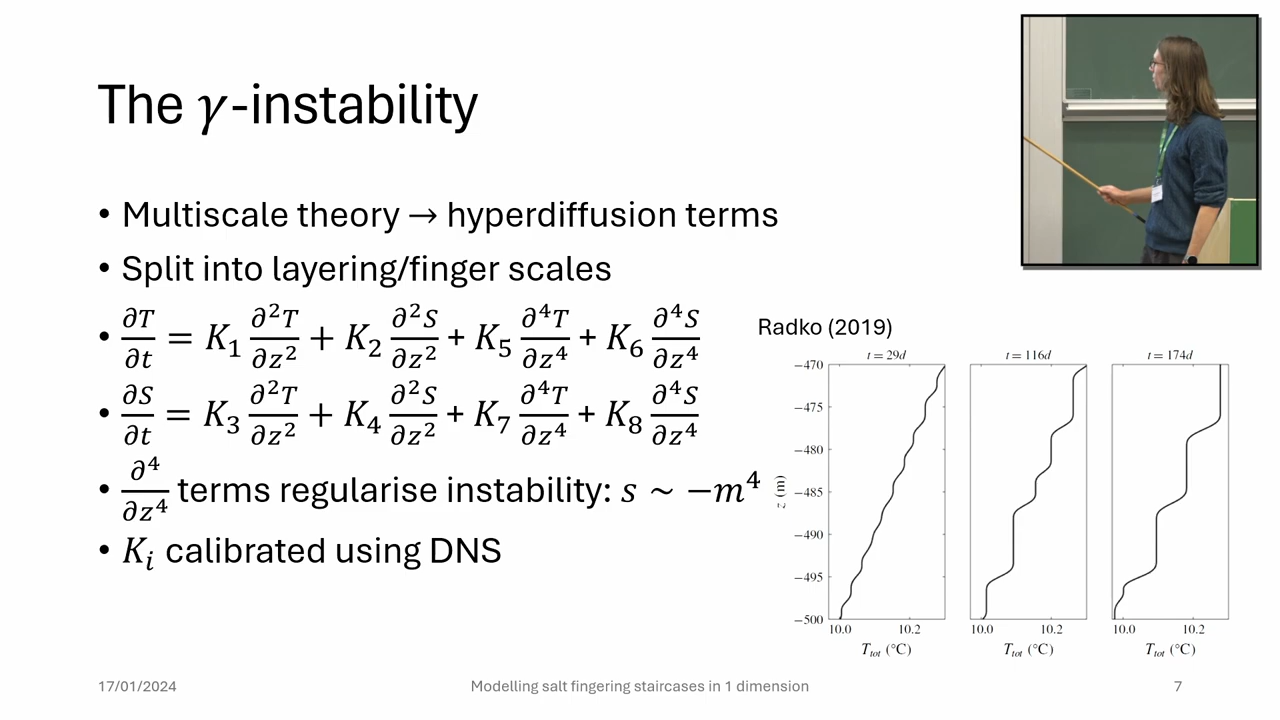 The γ-instability
• Multiscale theory → hyperdiffusion terms
• Split into layering/finger scales
• ∂T/∂t = K₁ ∂²T/∂z² + K₂ ∂²S/∂z² + K₅ ∂⁴T/∂z⁴ + K₆ ∂⁴S/∂z⁴
• ∂S/∂t = K₃ ∂²T/∂z² + K₄ ∂²S/∂z² + K₇ ∂⁴T/∂z⁴ + K₈ ∂⁴S/∂z⁴
• ∂⁴/∂z⁴ terms regularise instability: s ~ −m⁴
• Kᵢ calibrated using DNS
Radko (2019)
t = 29d t = 116d t = 174d
−470
−475
−480
−485
−490
−495
−500
z (m)
10.0 10.2 10.0 10.2 10.0 10.2
Tₜₒₜ (°C) Tₜₒₜ (°C) Tₜₒₜ (°C)
17/01/2024 Modelling salt fingering staircases in 1 dimension 7